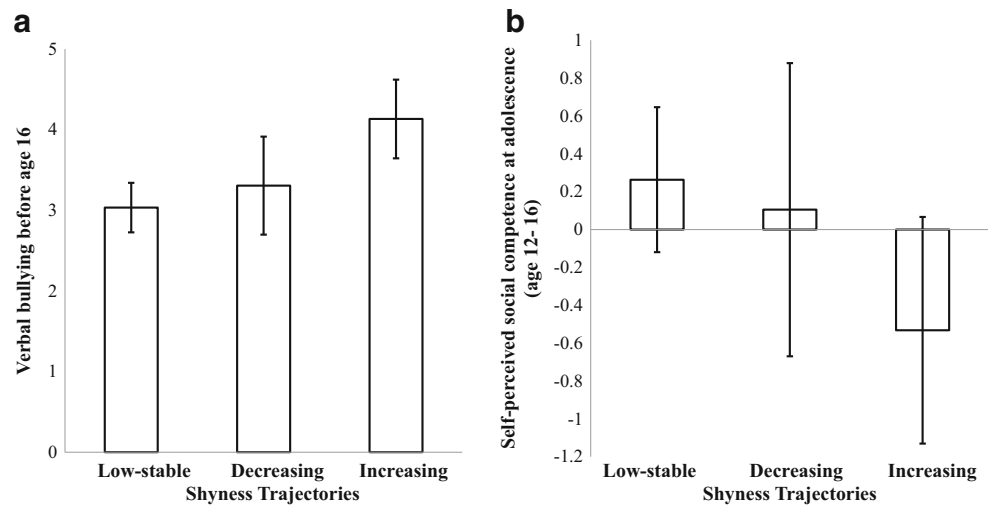 a
Verbal bullying before age 16
5
4
3
2
1
0
Low-stable Decreasing Increasing
Shyness Trajectories
b
Self-perceived social competence at adolescence
(age 12- 16)
1
0.8
0.6
0.4
0.2
0
-0.2
-0.4
-0.6
-0.8
-1
-1.2
Low-stable Decreasing Increasing
Shyness Trajectories